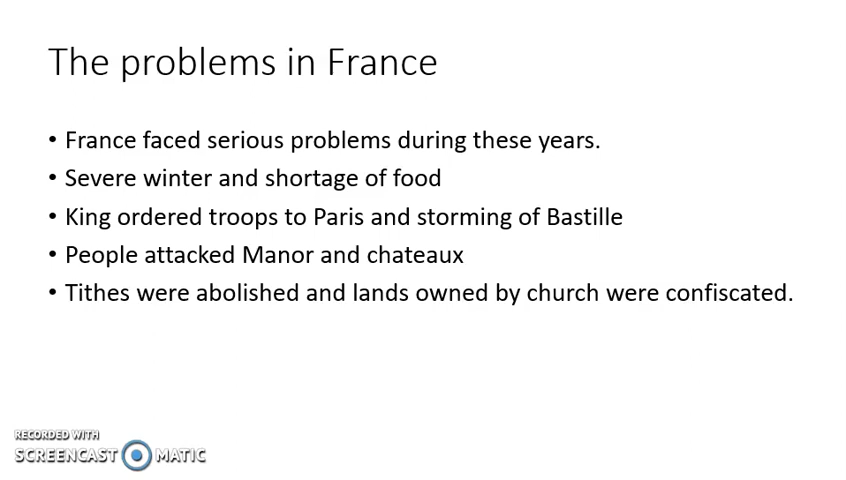 The problems in France
• France faced serious problems during these years.
• Severe winter and shortage of food
• King ordered troops to Paris and storming of Bastille
• People attacked Manor and chateaux
• Tithes were abolished and lands owned by church were confiscated.
RECORDED WITH
SCREENCAST MATIC